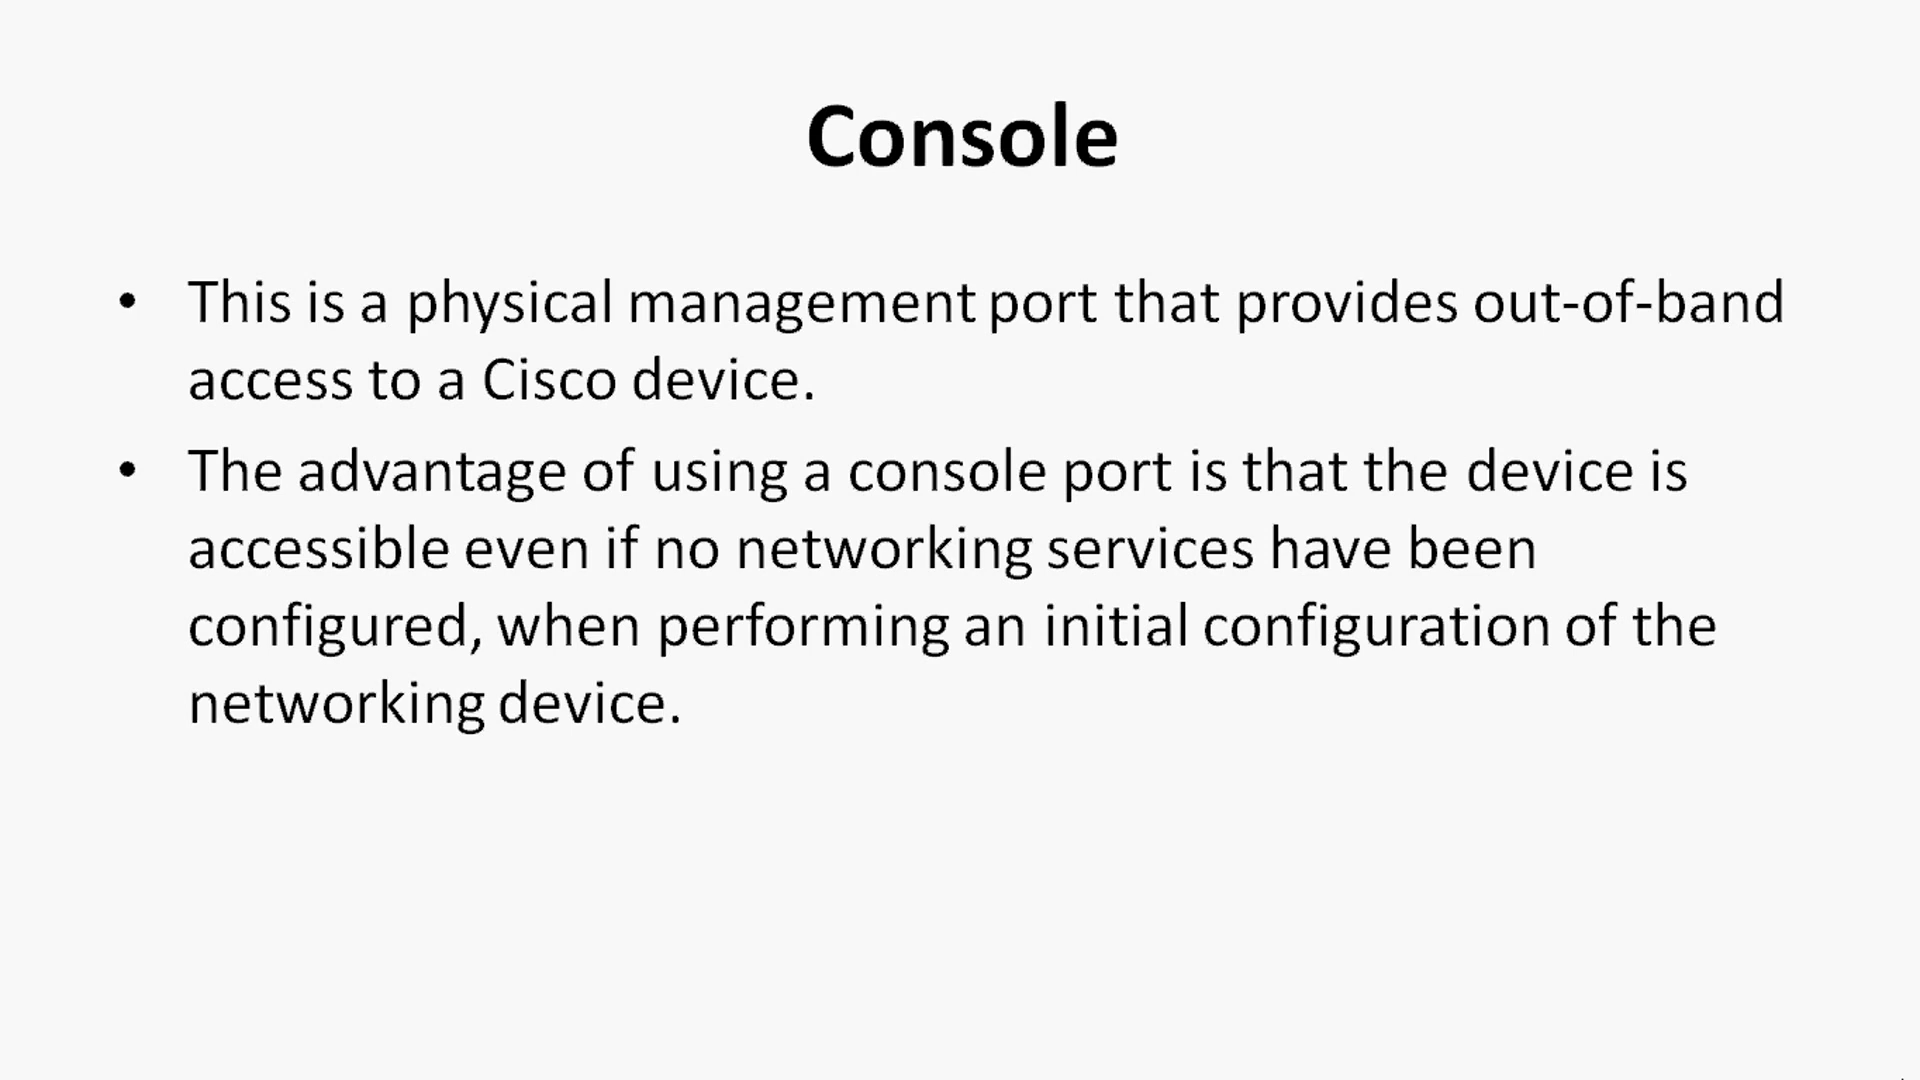 Console
• This is a physical management port that provides out-of-band
access to a Cisco device.
• The advantage of using a console port is that the device is
accessible even if no networking services have been
configured, when performing an initial configuration of the
networking device.